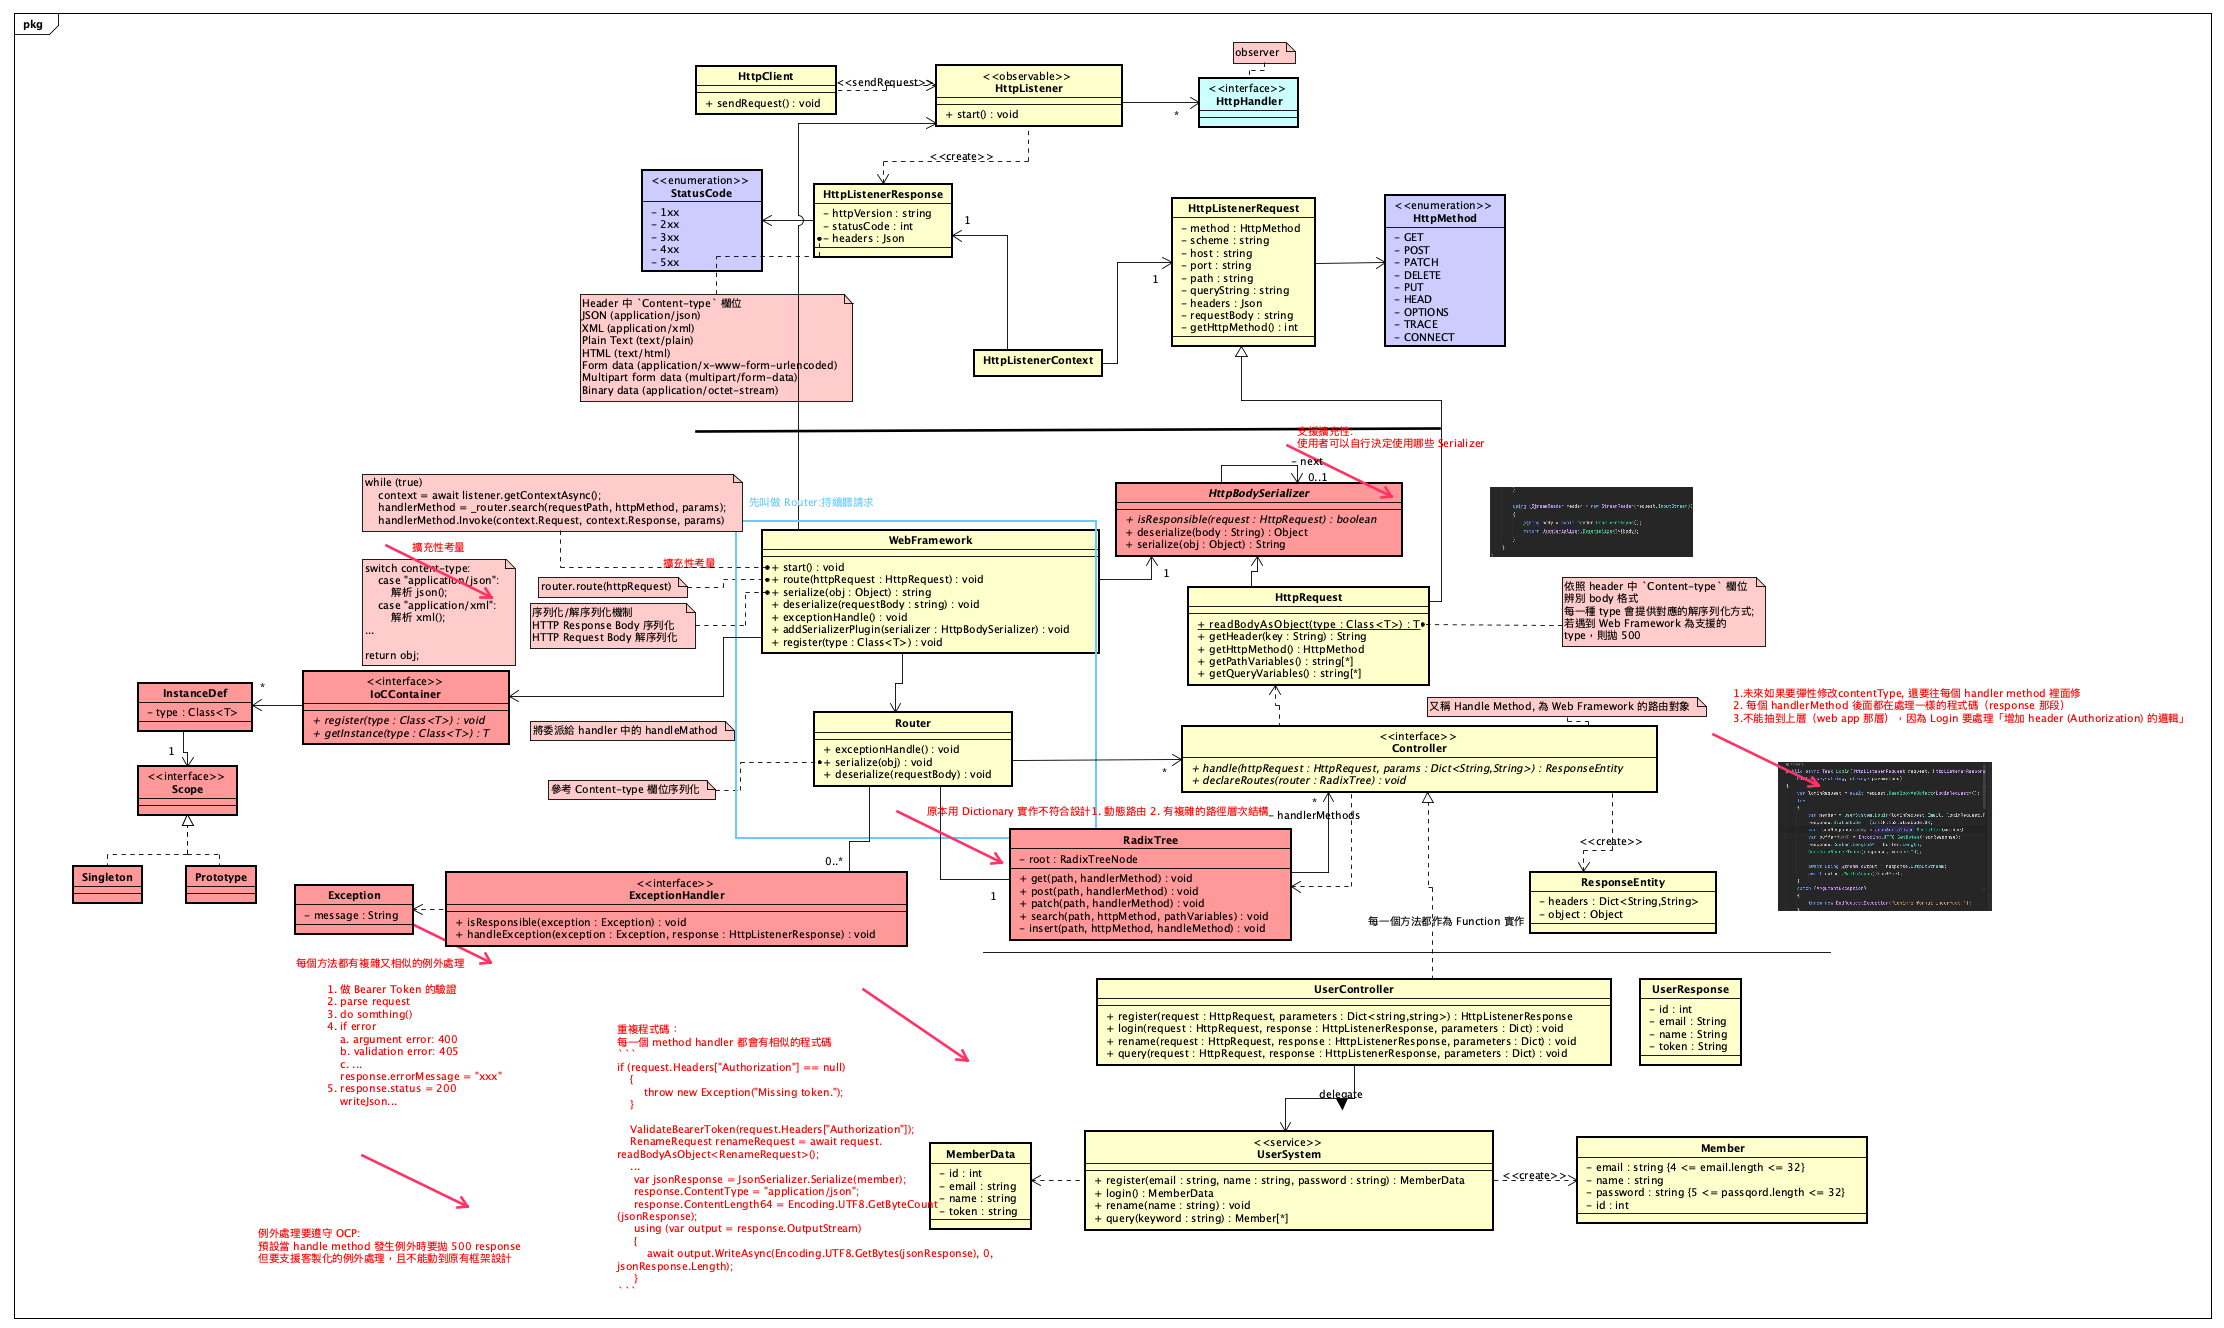 pkg
observer
HttpClient
+ sendRequest() : void
<<sendRequest>>
<<observable>>
HttpListener
+ start() : void
<<interface>>
HttpHandler
*
<<create>>
<<enumeration>>
StatusCode
- 1xx
- 2xx
- 3xx
- 4xx
- 5xx
HttpListenerResponse
- httpVersion : string
- statusCode : int
- headers : Json
1
HttpListenerRequest
- method : HttpMethod
- scheme : string
- host : string
- port : string
- path : string
- queryString : string
- headers : Json
- requestBody : string
- getHttpMethod() : int
1
<<enumeration>>
HttpMethod
- GET
- POST
- PATCH
- DELETE
- PUT
- HEAD
- OPTIONS
- TRACE
- CONNECT
Header 中 `Content-type` 欄位
JSON (application/json)
XML (application/xml)
Plain Text (text/plain)
HTML (text/html)
Form data (application/x-www-form-urlencoded)
Multipart form data (multipart/form-data)
Binary data (application/octet-stream)
HttpListenerContext
支援擴充性:
使用者可以自行決定使用哪些 Serializer
- next
0..1
HttpBodySerializer
+ isResponsible(request : HttpRequest) : boolean
+ deserialize(body : String) : Object
+ serialize(obj : Object) : String
1
while (true)
context = await listener.getContextAsync();
handlerMethod = _router.search(requestPath, httpMethod, params);
handlerMethod.Invoke(context.Request, context.Response, params)
先叫做 Router:持續聽請求
擴充性考量
擴充性考量
switch content-type:
case "application/json":
解析 json();
case "application/xml":
解析 xml();
...
return obj;
router.route(httpRequest)
序列化/解序列化機制
HTTP Response Body 序列化
HTTP Request Body 解序列化
WebFramework
+ start() : void
+ route(httpRequest : HttpRequest) : void
+ serialize(obj : Object) : string
+ deserialize(requestBody : string) : void
+ exceptionHandle() : void
+ addSerializerPlugin(serializer : HttpBodySerializer) : void
+ register(type : Class<T>) : void
HttpRequest
+ readBodyAsObject(type : Class<T>) : T
+ getHeader(key : String) : String
+ getHttpMethod() : HttpMethod
+ getPathVariables() : string[*]
+ getQueryVariables() : string[*]
依照 header 中 `Content-type` 欄位
辨別 body 格式
每一種 type 會提供對應的解序列化方式;
若遇到 Web Framework 為支援的
type，則拋 500
InstanceDef
- type : Class<T>
*
<<interface>>
IoCContainer
+ register(type : Class<T>) : void
+ getInstance(type : Class<T>) : T
1
<<interface>>
Scope
Singleton
Prototype
將委派給 handler 中的 handleMathod
參考 Content-type 欄位序列化
Router
+ exceptionHandle() : void
+ serialize(obj) : void
+ deserialize(requestBody) : void
又稱 Handle Method, 為 Web Framework 的路由對象
<<interface>>
Controller
+ handle(httpRequest : HttpRequest, params : Dict<String,String>) : ResponseEntity
+ declareRoutes(router : RadixTree) : void
*
1.未來如果要彈性修改contentType, 還要往每個 handler method 裡面修
2. 每個 handlerMethod 後面都在處理一樣的程式碼（response 那段）
3.不能抽到上層（web app 那層），因為 Login 要處理「增加 header (Authorization) 的邏輯」
原本用 Dictionary 實作不符合設計1. 動態路由 2. 有複雜的路徑層次結構
*
- handlerMethods
RadixTree
- root : RadixTreeNode
+ get(path, handlerMethod) : void
+ post(path, handlerMethod) : void
+ patch(path, handlerMethod) : void
+ search(path, httpMethod, pathVariables) : void
- insert(path, httpMethod, handleMethod) : void
1
0..*
<<create>>
ResponseEntity
- headers : Dict<String,String>
- object : Object
每一個方法都作為 Function 實作
Exception
- message : String
<<interface>>
ExceptionHandler
+ isResponsible(exception : Exception) : void
+ handleException(exception : Exception, response : HttpListenerResponse) : void
每個方法都有複雜又相似的例外處理
1. 做 Bearer Token 的驗證
2. parse request
3. do somthing()
4. if error
a. argument error: 400
b. validation error: 405
c. ...
response.errorMessage = "xxx"
5. response.status = 200
writeJson...
例外處理要遵守 OCP:
預設當 handle method 發生例外時要拋 500 response
但要支援客製化的例外處理，且不能動到原有框架設計
重複程式碼：
每一個 method handler 都會有相似的程式碼
```
if (request.Headers["Authorization"] == null)
{
throw new Exception("Missing token.");
}
ValidateBearerToken(request.Headers["Authorization"]);
RenameRequest renameRequest = await request.
readBodyAsObject<RenameRequest>();
...
var jsonResponse = JsonSerializer.Serialize(member);
response.ContentType = "application/json";
response.ContentLength64 = Encoding.UTF8.GetByteCount
(jsonResponse);
using (var output = response.OutputStream)
{
await output.WriteAsync(Encoding.UTF8.GetBytes(jsonResponse), 0,
jsonResponse.Length);
}
```
UserController
+ register(request : HttpRequest, parameters : Dict<string,string>) : HttpListenerResponse
+ login(request : HttpRequest, response : HttpListenerResponse, parameters : Dict) : void
+ rename(request : HttpRequest, response : HttpListenerResponse, parameters : Dict) : void
+ query(request : HttpRequest, response : HttpListenerResponse, parameters : Dict) : void
UserResponse
- id : int
- email : String
- name : String
- token : String
delegate
MemberData
- id : int
- email : string
- name : string
- token : string
<<service>>
UserSystem
+ register(email : string, name : string, password : string) : MemberData
+ login() : MemberData
+ rename(name : string) : void
+ query(keyword : string) : Member[*]
<<create>>
Member
- email : string {4 <= email.length <= 32}
- name : string
- password : string {5 <= passqord.length <= 32}
- id : int